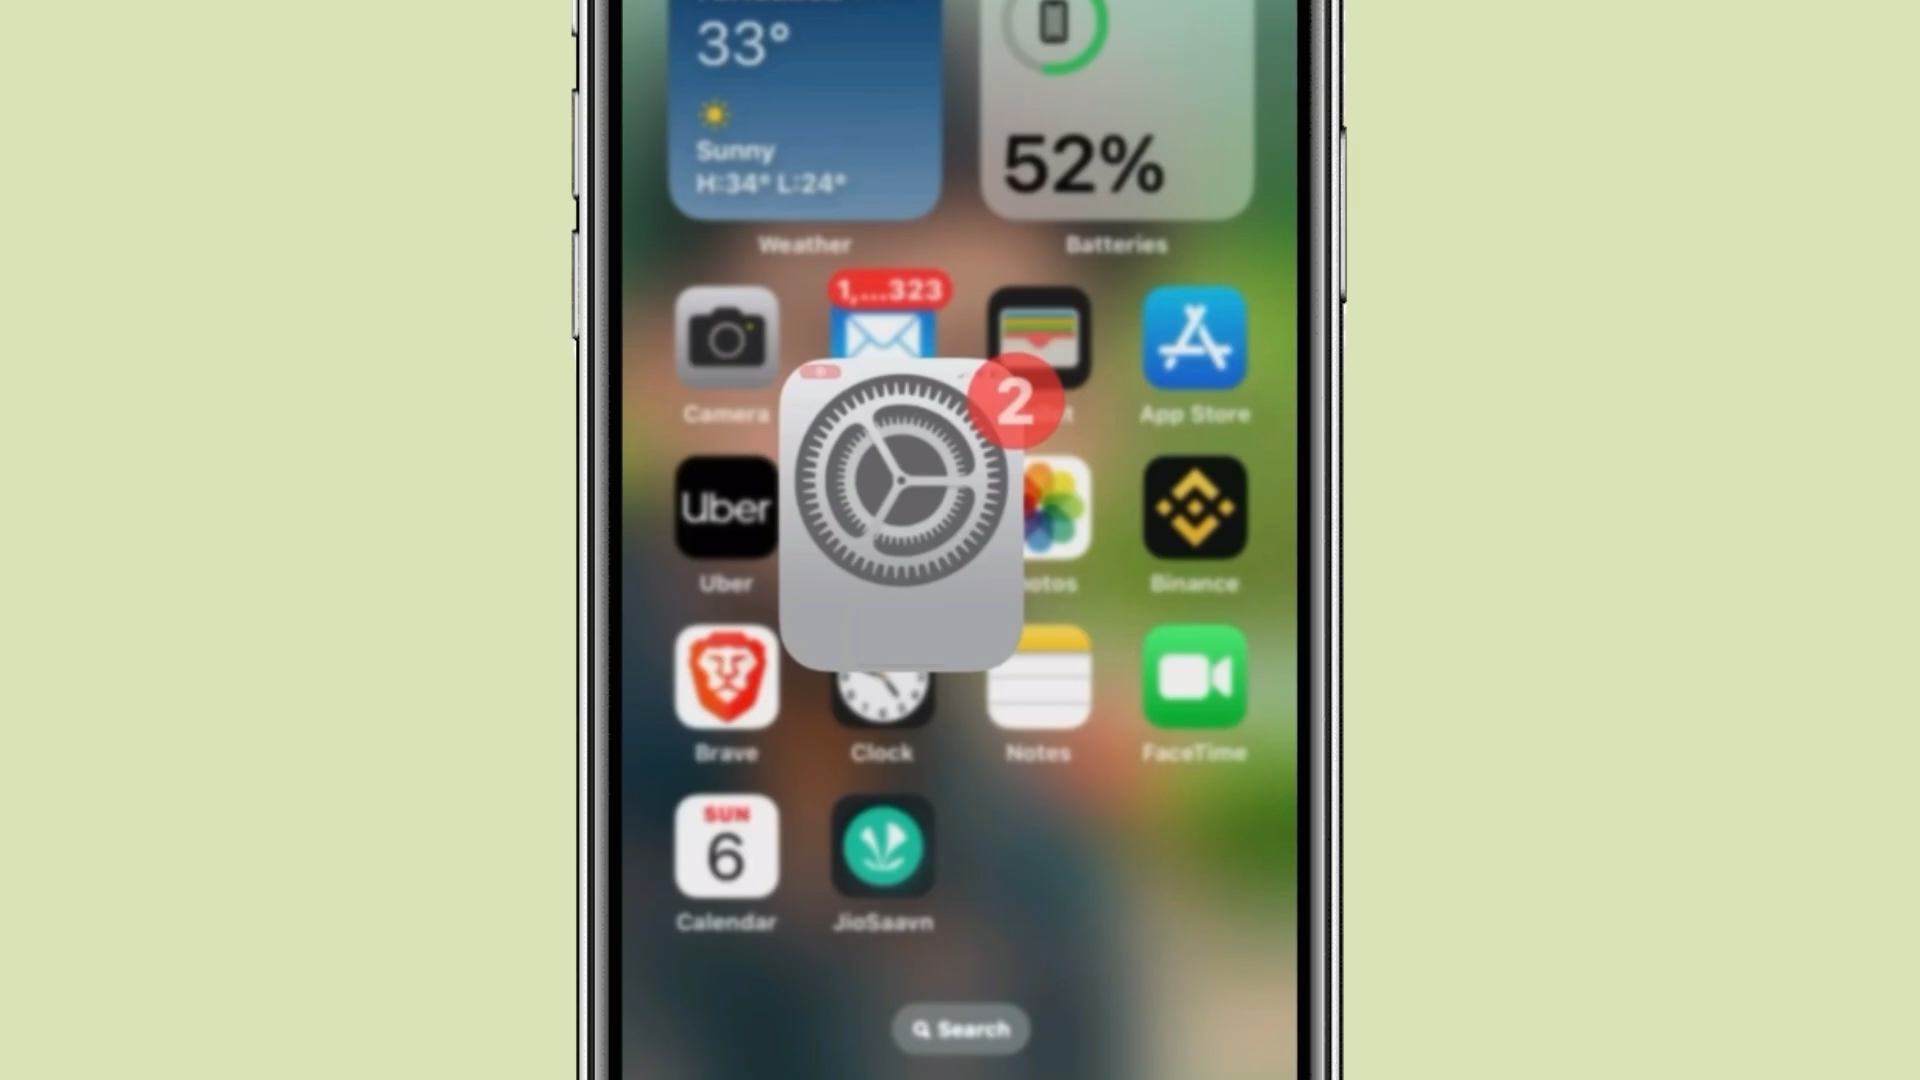 33°
Sunny
H:34° L:24°
52%
Weather
Batteries
1,...323
2
Camera
App Store
Uber
Uber
Binance
Brave
Clock
Notes
FaceTime
SUN
6
Calendar
JioSaavn
Search